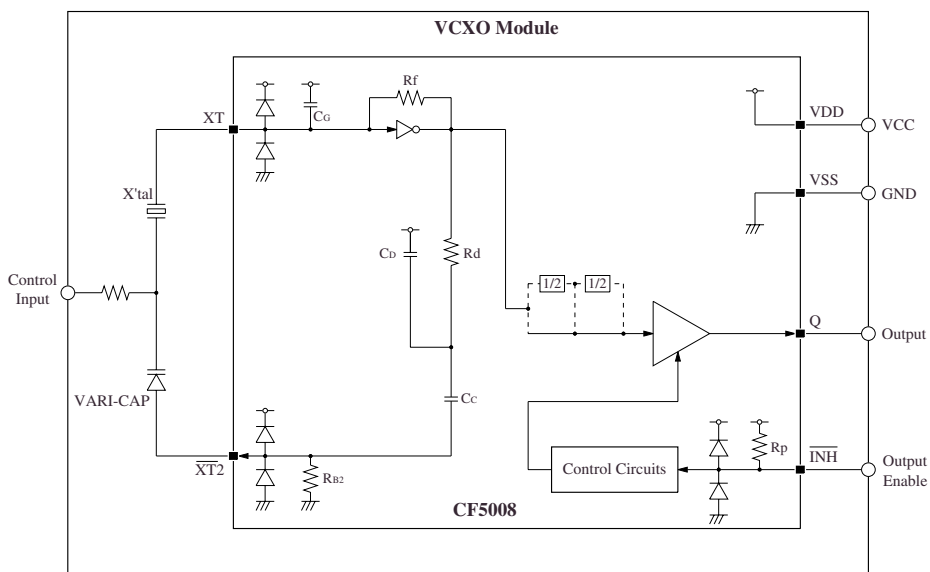 VCXO Module
Rf
XT
CG
VDD
VCC
VSS
GND
X'tal
CD
Rd
Control
Input
1/2
1/2
Q
Output
VARI-CAP
CC
Rp
XT2
RB2
Control Circuits
INH
Output
Enable
CF5008